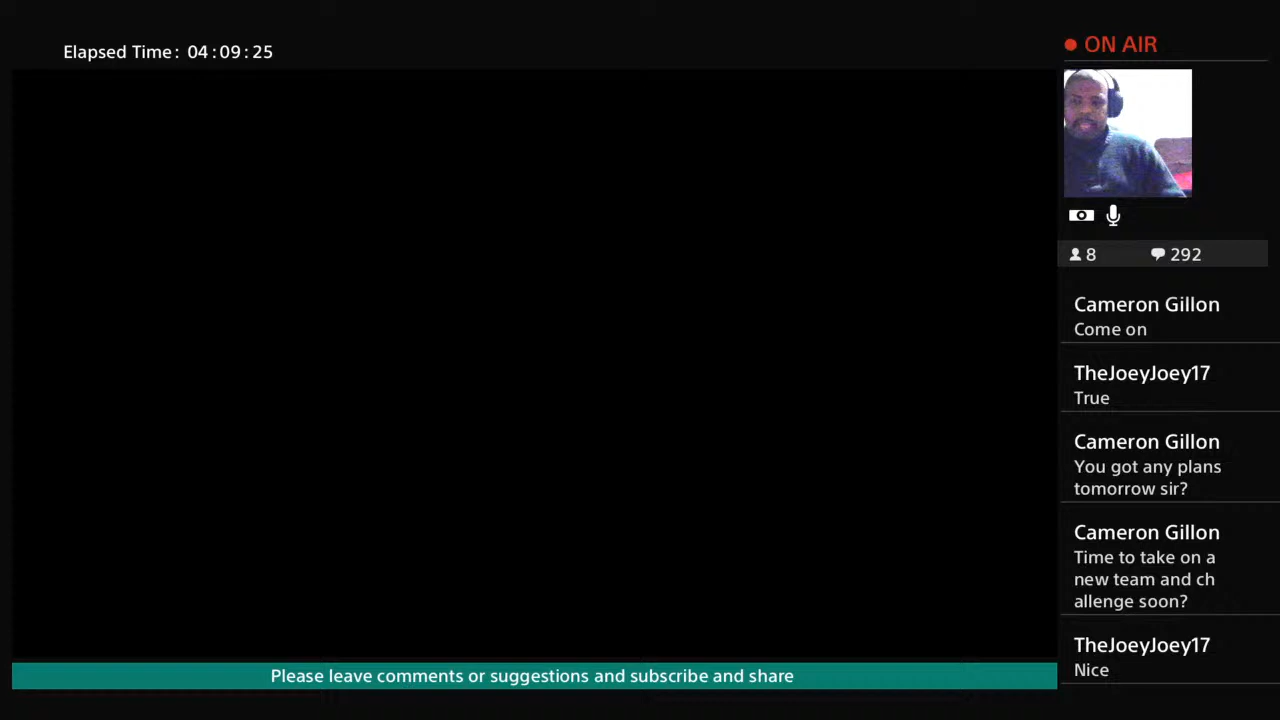 Elapsed Time: 04:09:25
ON AIR
8 292
Cameron Gillon
Come on
TheJoeyJoey17
True
Cameron Gillon
You got any plans
tomorrow sir?
Cameron Gillon
Time to take on a
new team and ch
allenge soon?
TheJoeyJoey17
Nice
Please leave comments or suggestions and subscribe and share